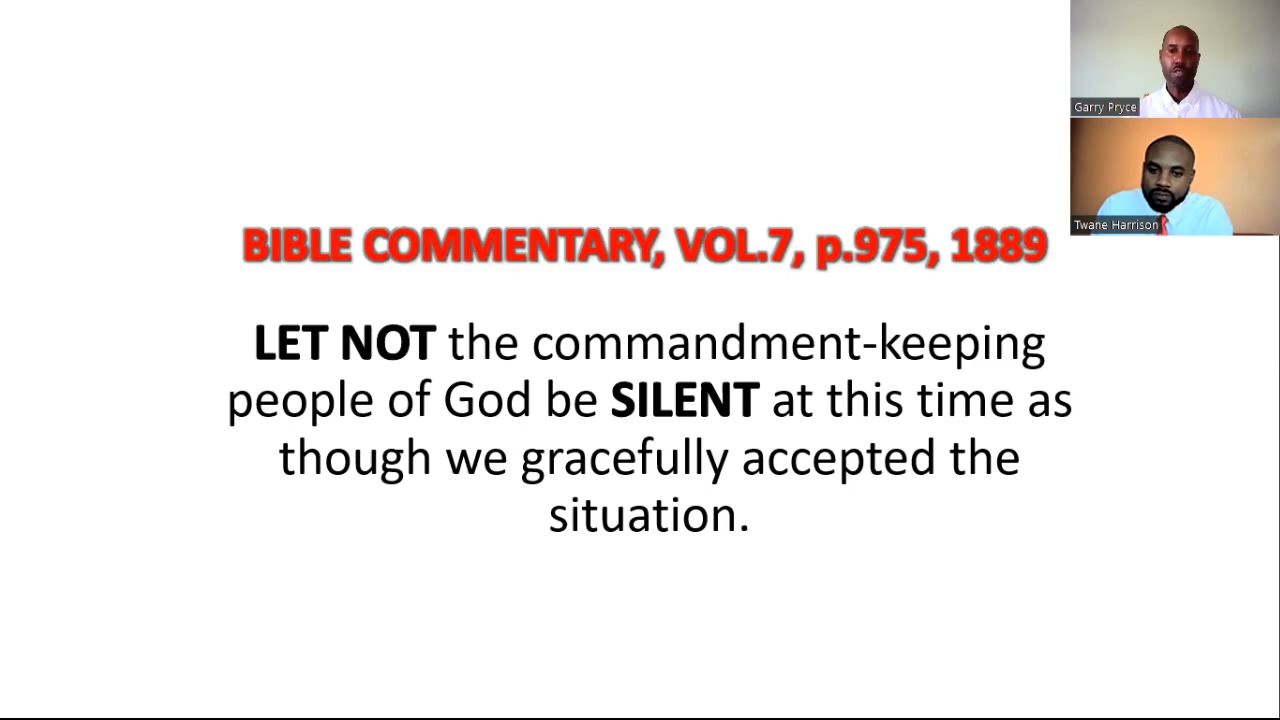 Garry Pryce
Twane Harrison
BIBLE COMMENTARY, VOL.7, p.975, 1889
LET NOT the commandment-keeping
people of God be SILENT at this time as
though we gracefully accepted the
situation.